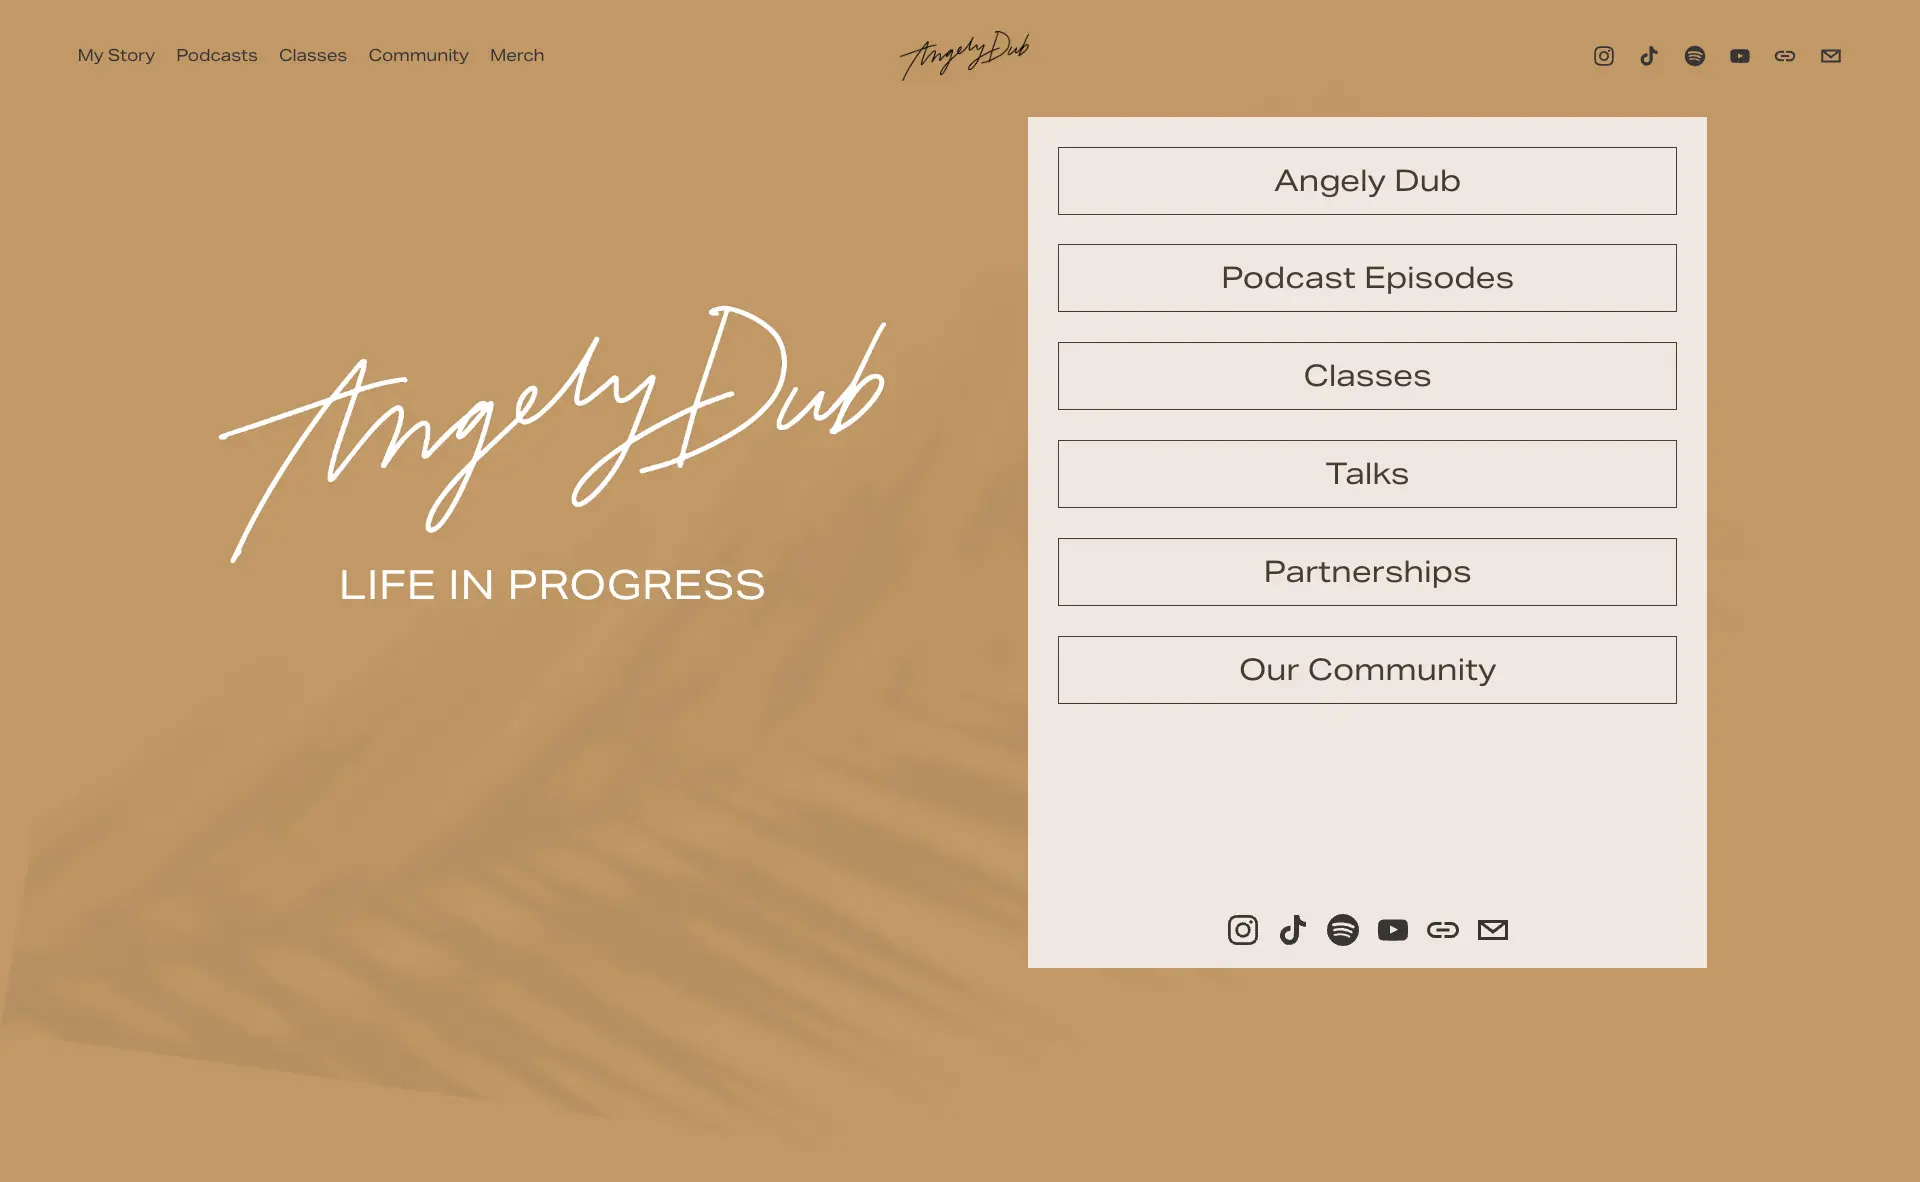 My Story Podcasts Classes Community Merch
Angely Dub
Angely Dub
LIFE IN PROGRESS
Angely Dub
Podcast Episodes
Classes
Talks
Partnerships
Our Community